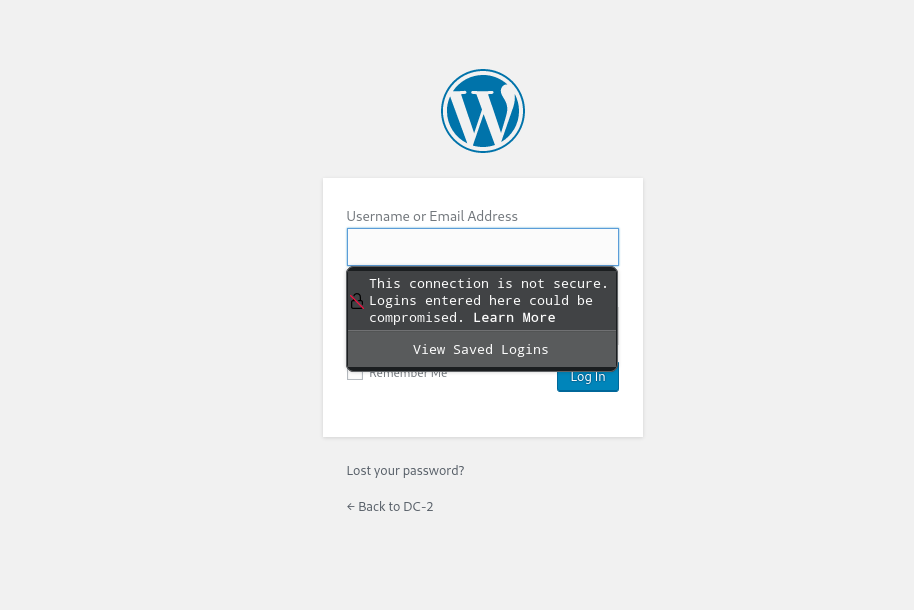 Username or Email Address
This connection is not secure.
Logins entered here could be
compromised. Learn More
View Saved Logins
Remember Me
Log In
Lost your password?
← Back to DC-2